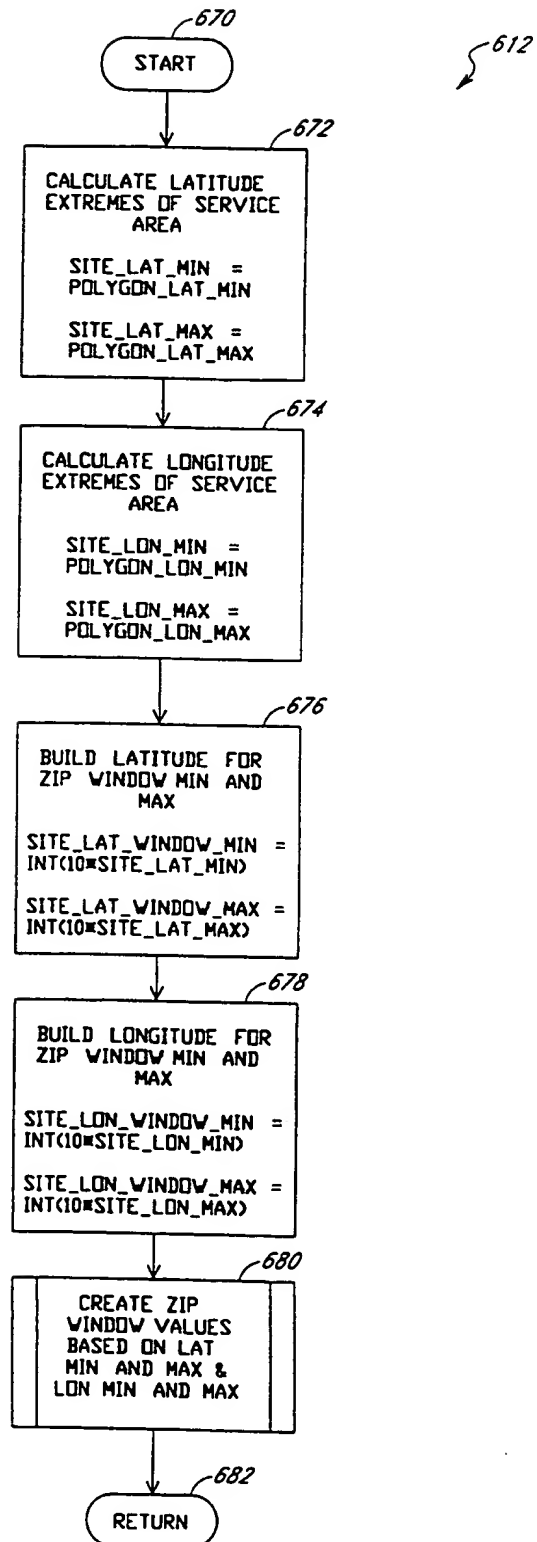 670
START
612
672
CALCULATE LATITUDE
EXTREMES OF SERVICE
AREA
SITE_LAT_MIN =
POLYGON_LAT_MIN
SITE_LAT_MAX =
POLYGON_LAT_MAX
674
CALCULATE LONGITUDE
EXTREMES OF SERVICE
AREA
SITE_LON_MIN =
POLYGON_LON_MIN
SITE_LON_MAX =
POLYGON_LON_MAX
676
BUILD LATITUDE FOR
ZIP WINDOW MIN AND
MAX
SITE_LAT_WINDOW_MIN =
INT(10*SITE_LAT_MIN)
SITE_LAT_WINDOW_MAX =
INT(10*SITE_LAT_MAX)
678
BUILD LONGITUDE FOR
ZIP WINDOW MIN AND
MAX
SITE_LON_WINDOW_MIN =
INT(10*SITE_LON_MIN)
SITE_LON_WINDOW_MAX =
INT(10*SITE_LON_MAX)
680
CREATE ZIP
WINDOW VALUES
BASED ON LAT
MIN AND MAX &
LON MIN AND MAX
682
RETURN